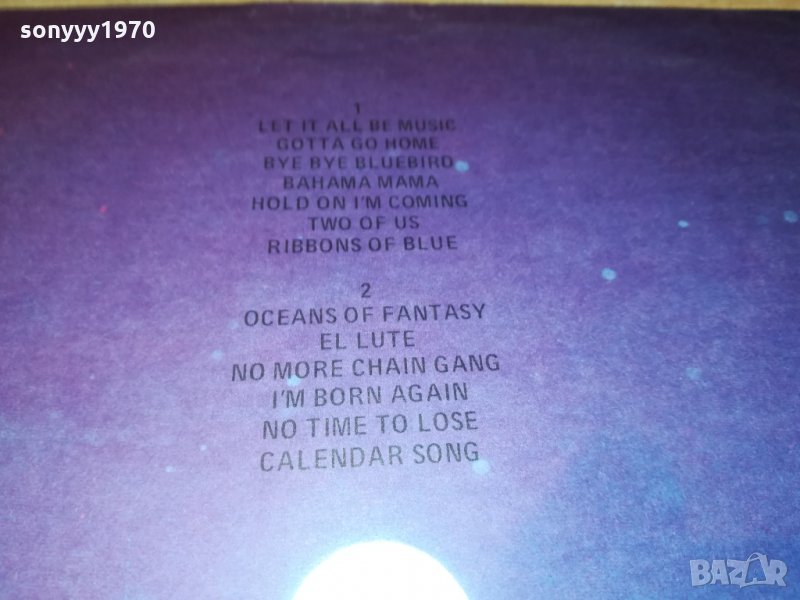 sonyyy1970
1
LET IT ALL BE MUSIC
GOTTA GO HOME
BYE BYE BLUEBIRD
BAHAMA MAMA
HOLD ON I'M COMING
TWO OF US
RIBBONS OF BLUE
2
OCEANS OF FANTASY
EL LUTE
NO MORE CHAIN GANG
I'M BORN AGAIN
NO TIME TO LOSE
CALENDAR SONG
BAZAR